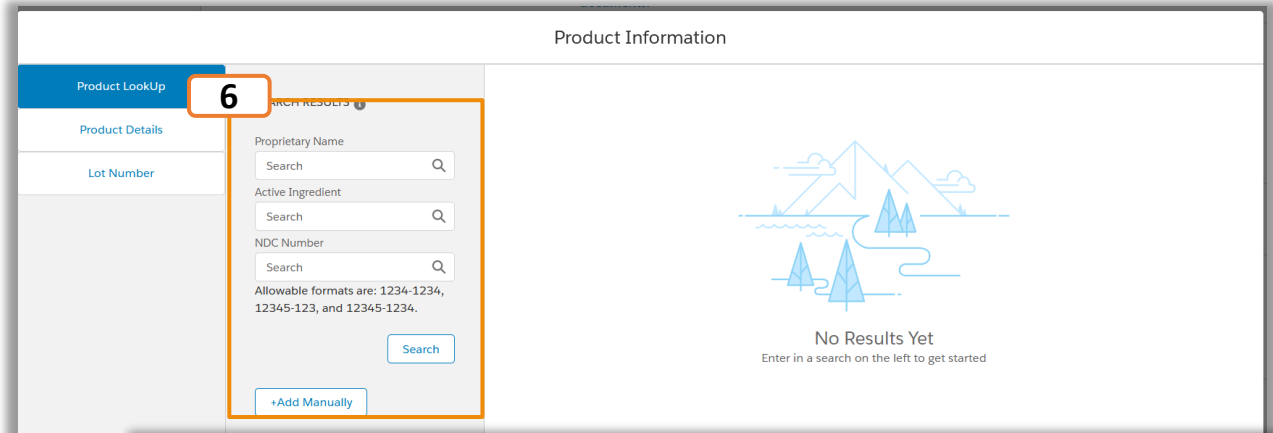 Product Information
Product LookUp
Product Details
Lot Number
6
RESULTS
Proprietary Name
Search
Active Ingredient
Search
NDC Number
Search
Allowable formats are: 1234-1234,
12345-123, and 12345-1234.
Search
+Add Manually
No Results Yet
Enter in a search on the left to get started